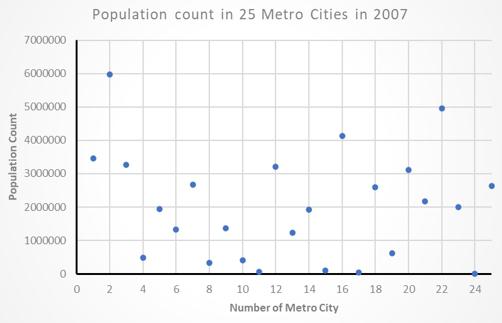 Population count in 25 Metro Cities in 2007
7000000
6000000
5000000
4000000
3000000
2000000
1000000
0
Population Count
0 2 4 6 8 10 12 14 16 18 20 22 24
Number of Metro City